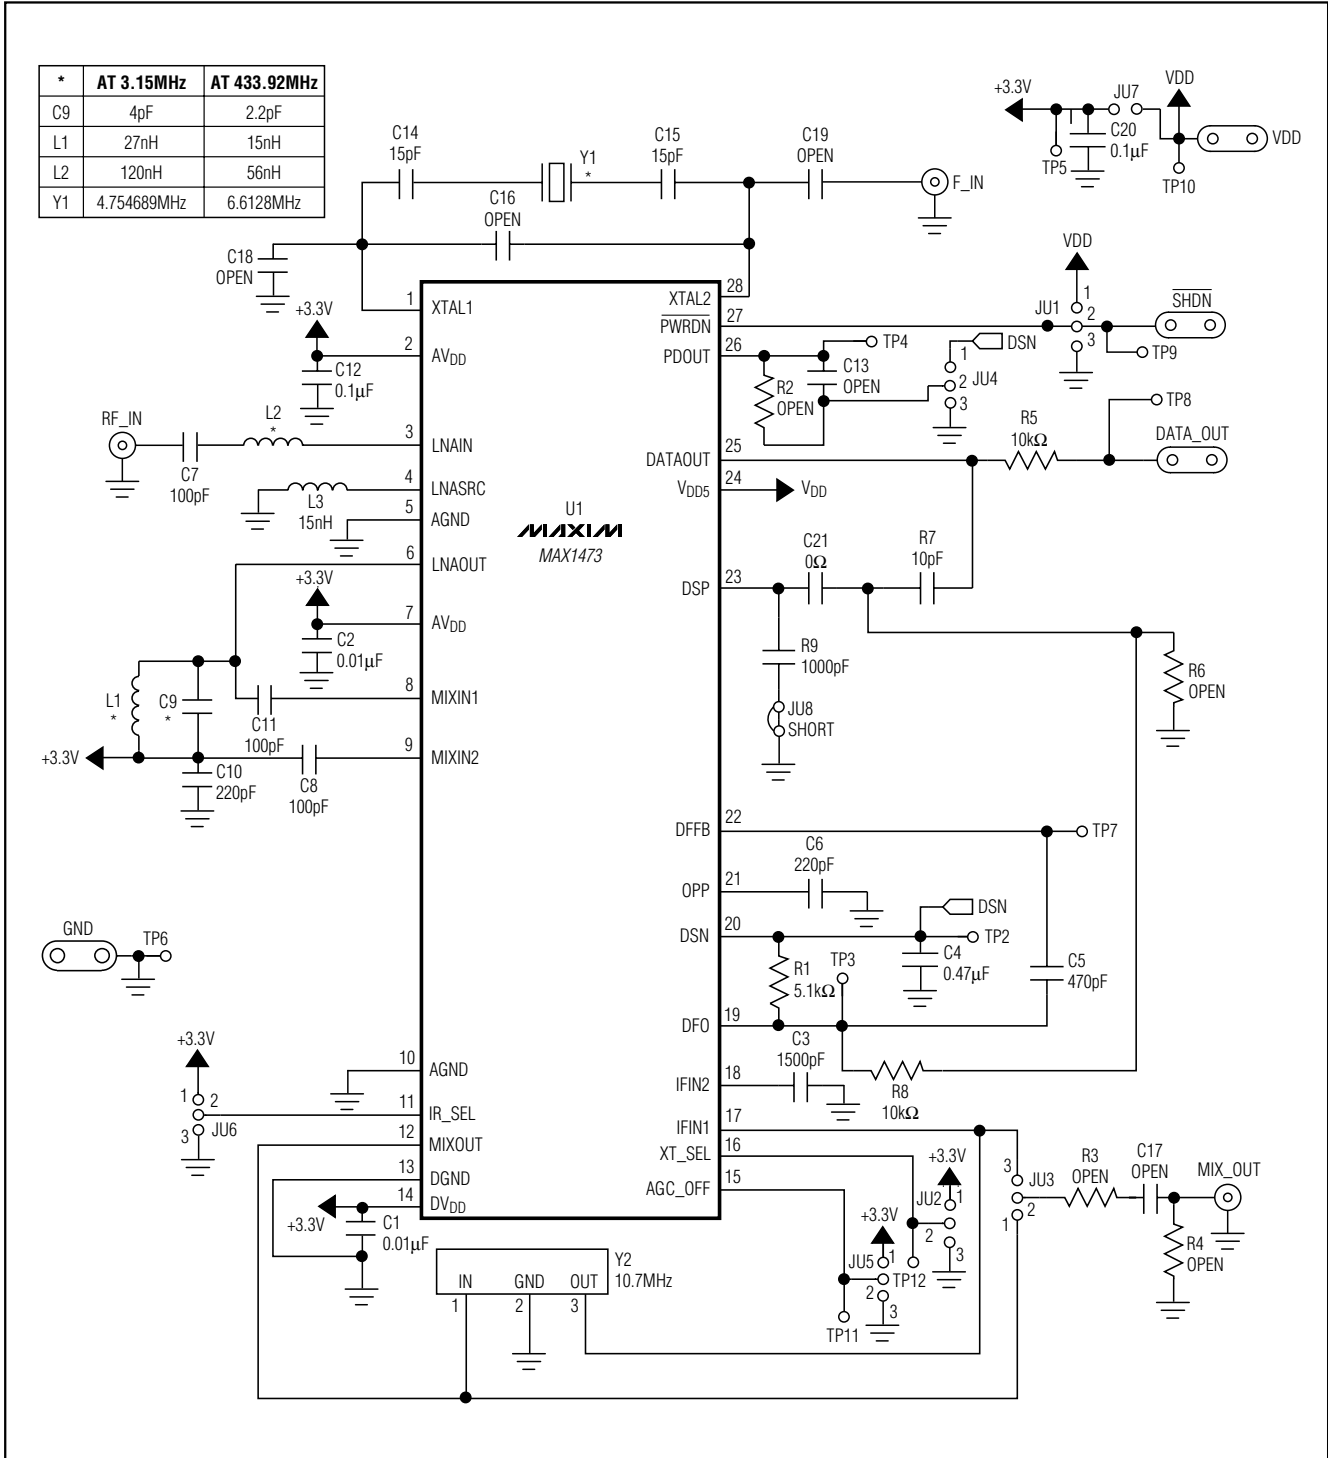 * AT 3.15MHz AT 433.92MHz
C9 4pF 2.2pF
L1 27nH 15nH
L2 120nH 56nH
Y1 4.754689MHz 6.6128MHz
C14
15pF
Y1
*
C15
15pF
C19
OPEN
F_IN
C16
OPEN
C18
OPEN
+3.3V
JU7
VDD
C20
0.1µF
TP5
TP10
VDD
1 XTAL1
+3.3V
2 AVDD
C12
0.1µF
RF_IN
C7
100pF
L2
*
3 LNAIN
4 LNASRC
L3
15nH
5 AGND
6 LNAOUT
+3.3V
7 AVDD
C2
0.01µF
L1
*
C9
*
C11
100pF
8 MIXIN1
9 MIXIN2
+3.3V
C10
220pF
C8
100pF
GND
TP6
+3.3V
1
2
3
JU6
10 AGND
11 IR_SEL
12 MIXOUT
13 DGND
14 DVDD
+3.3V
C1
0.01µF
U1
MAXIM
MAX1473
XTAL2 28
PWRDN 27
PDOUT 26
VDD
JU1
1
2
3
SHDN
TP9
TP4
R2
OPEN
C13
OPEN
DSN
1
2
3
JU4
DATAOUT 25
R5
10kΩ
TP8
DATA_OUT
VDD5 24
VDD
DSP 23
C21
0Ω
R7
10pF
R9
1000pF
JU8
SHORT
R6
OPEN
DFFB 22
TP7
OPP 21
C6
220pF
DSN 20
DSN
TP2
R1
5.1kΩ
TP3
C4
0.47µF
C5
470pF
DFO 19
R8
10kΩ
IFIN2 18
C3
1500pF
IFIN1 17
XT_SEL 16
AGC_OFF 15
+3.3V
JU2
1
2
3
TP12
+3.3V
JU5
1
2
3
TP11
3
JU3
2
1
R3
OPEN
C17
OPEN
MIX_OUT
R4
OPEN
Y2
10.7MHz
IN GND OUT
1 2 3